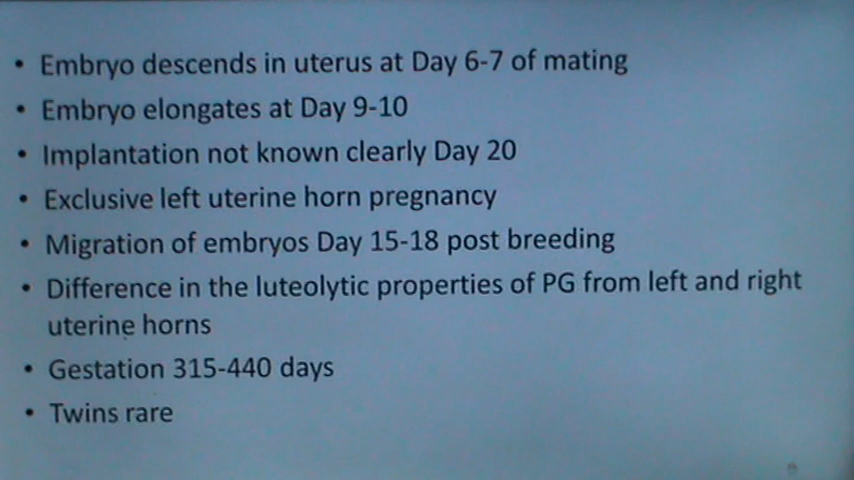 • Embryo descends in uterus at Day 6-7 of mating
• Embryo elongates at Day 9-10
• Implantation not known clearly Day 20
• Exclusive left uterine horn pregnancy
• Migration of embryos Day 15-18 post breeding
• Difference in the luteolytic properties of PG from left and right
uterine horns
• Gestation 315-440 days
• Twins rare